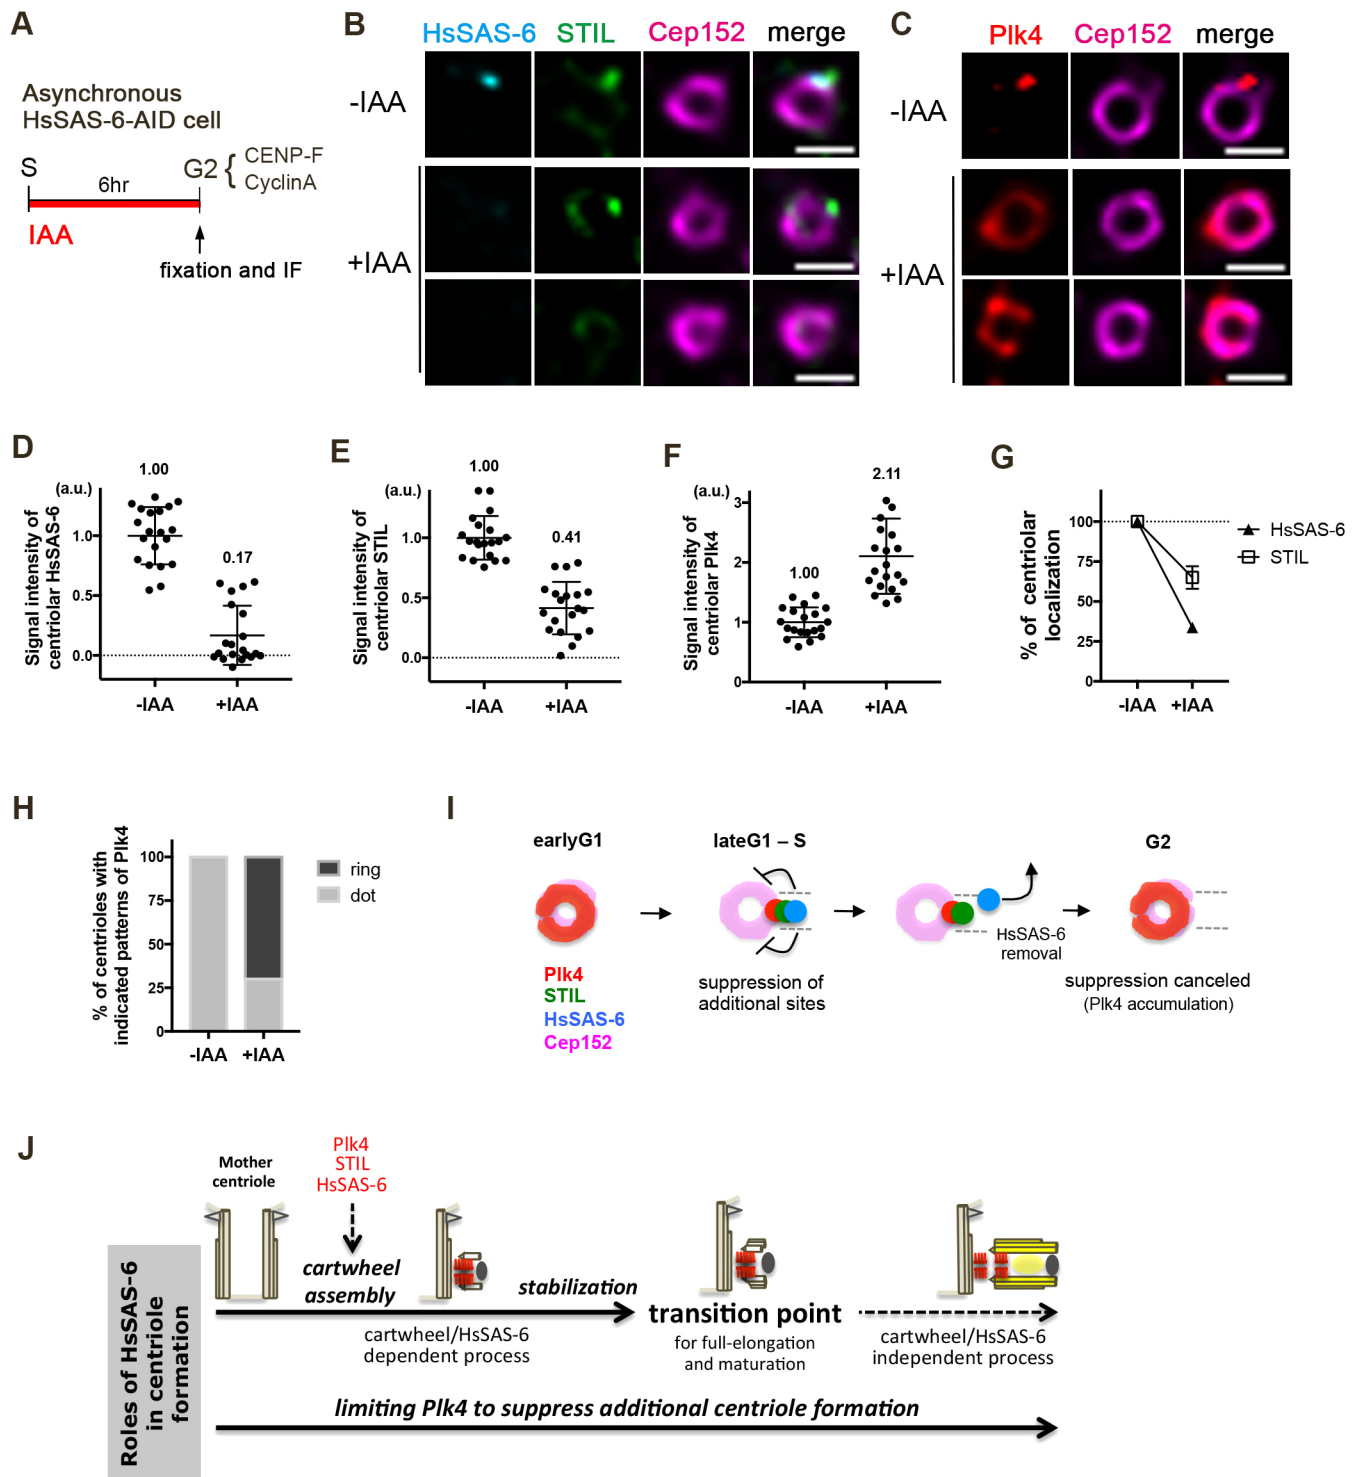 A
Asynchronous
HsSAS-6-AID cell
S
6hr
G2
CENP-F
CyclinA
IAA
fixation and IF
B
HsSAS-6 STIL Cep152 merge
-IAA
+IAA
C
Plk4 Cep152 merge
-IAA
+IAA
D
Signal intensity of
centriolar HsSAS-6
(a.u.)
1.00
0.17
1.0
0.5
0.0
-IAA +IAA
E
Signal intensity of
centriolar STIL
(a.u.)
1.00
0.41
1.0
0.5
0.0
-IAA +IAA
F
Signal intensity of
centriolar Plk4
(a.u.)
1.00
2.11
3
2
1
0
-IAA +IAA
G
% of centriolar
localization
100
75
50
25
0
-IAA +IAA
HsSAS-6
STIL
H
% of centrioles with
indicated patterns of Plk4
100
75
50
25
0
-IAA +IAA
ring
dot
I
earlyG1
lateG1 – S
G2
Plk4
STIL
HsSAS-6
Cep152
suppression of
additional sites
HsSAS-6
removal
suppression canceled
(Plk4 accumulation)
J
Roles of HsSAS-6
in centriole
formation
Mother
centriole
Plk4
STIL
HsSAS-6
cartwheel
assembly
stabilization
cartwheel/HsSAS-6
dependent process
transition point
for full-elongation
and maturation
cartwheel/HsSAS-6
independent process
limiting Plk4 to suppress additional centriole formation